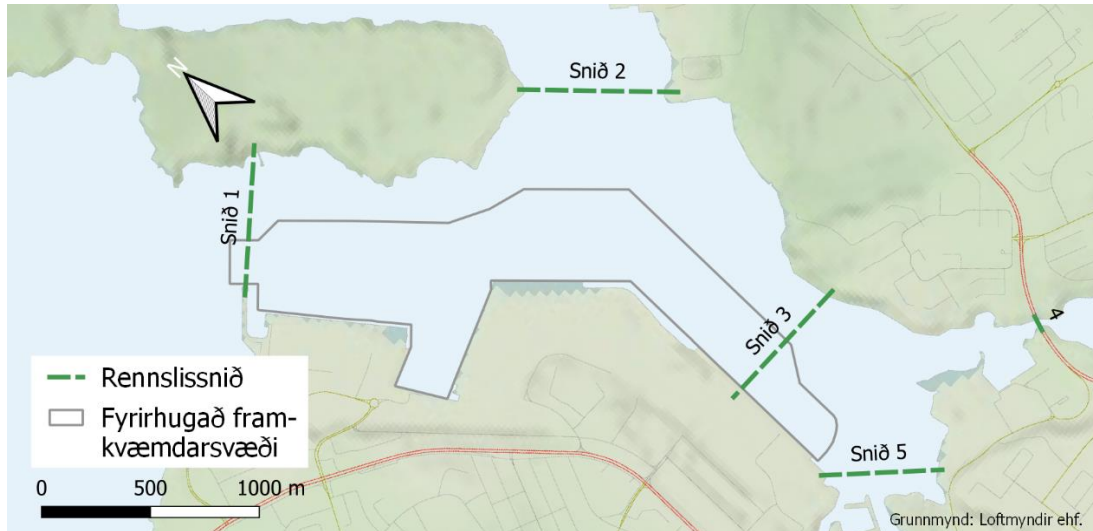 N
Snið 2
Snið 1
Snið 3
4
Snið 5
Rennslissnið
Fyrirhugað fram-
kvæmdarsvæði
0 500 1000 m
Grunnmynd: Loftmyndir ehf.